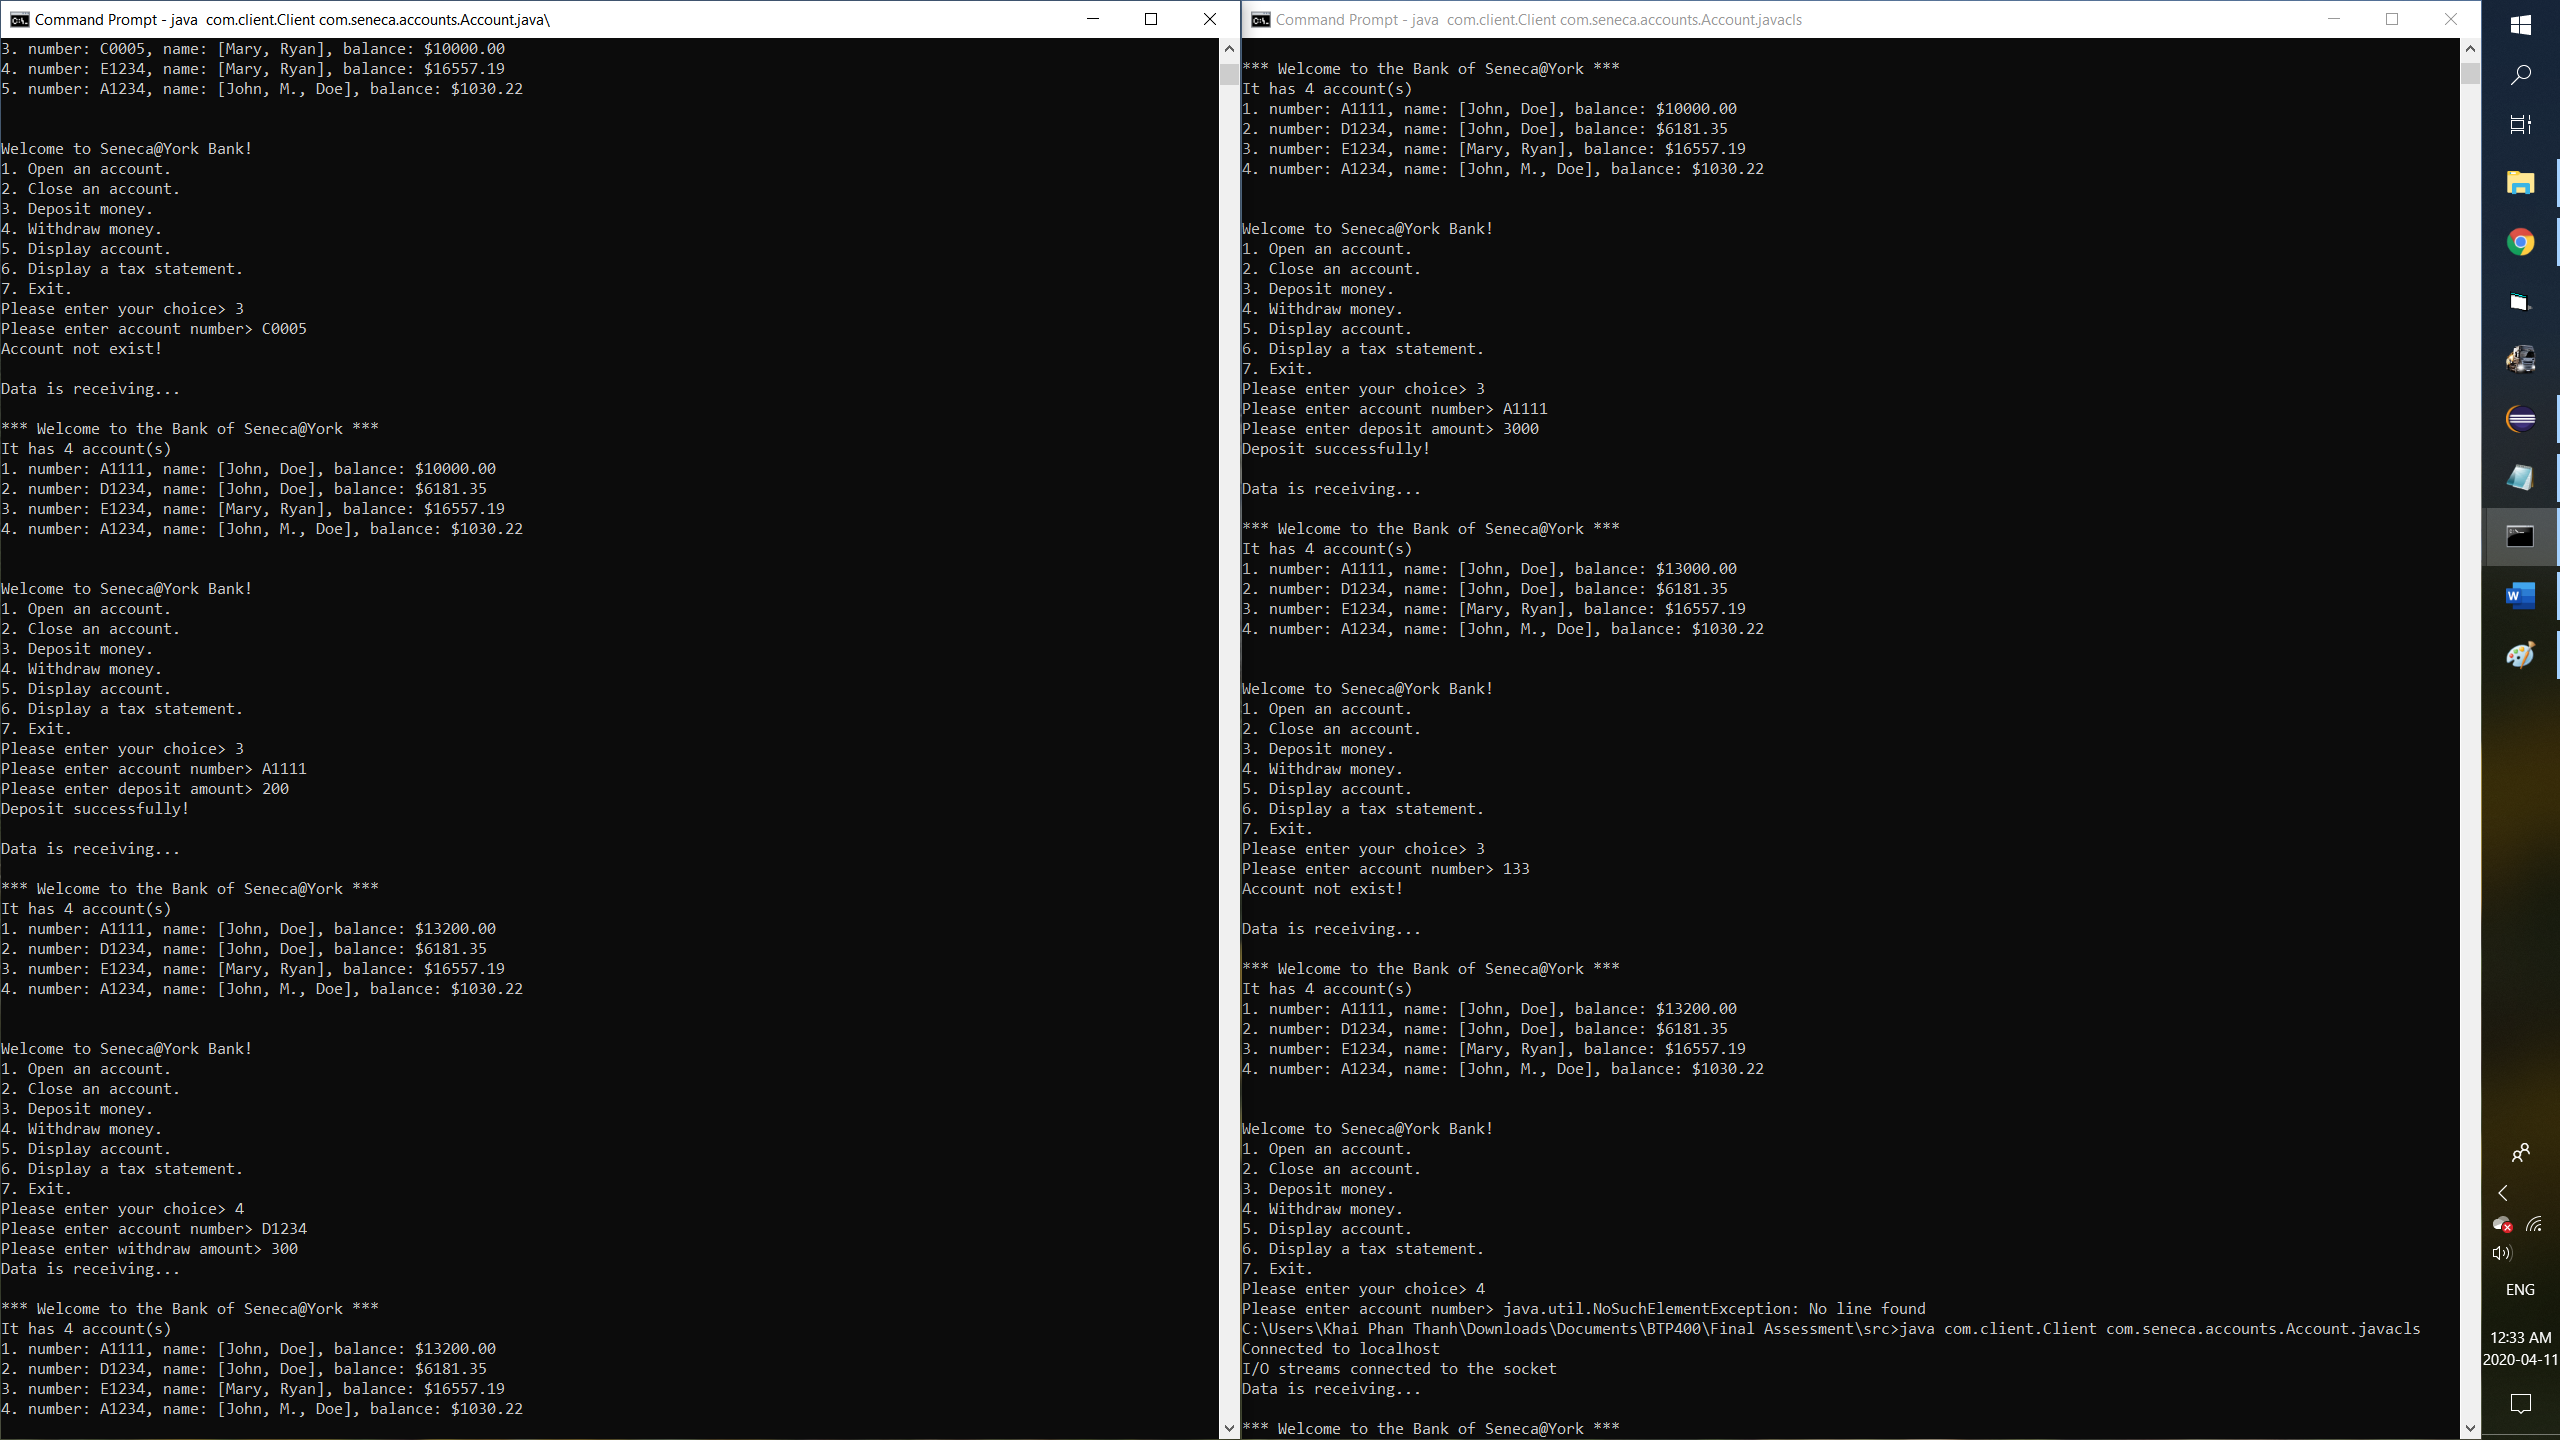 Command Prompt - java  com.client.Client com.seneca.accounts.Account.java\
3. number: C0005, name: [Mary, Ryan], balance: $10000.00
4. number: E1234, name: [Mary, Ryan], balance: $16557.19
5. number: A1234, name: [John, M., Doe], balance: $1030.22
Welcome to Seneca@York Bank!
1. Open an account.
2. Close an account.
3. Deposit money.
4. Withdraw money.
5. Display account.
6. Display a tax statement.
7. Exit.
Please enter your choice> 3
Please enter account number> C0005
Account not exist!
Data is receiving...
*** Welcome to the Bank of Seneca@York ***
It has 4 account(s)
1. number: A1111, name: [John, Doe], balance: $10000.00
2. number: D1234, name: [John, Doe], balance: $6181.35
3. number: E1234, name: [Mary, Ryan], balance: $16557.19
4. number: A1234, name: [John, M., Doe], balance: $1030.22
Welcome to Seneca@York Bank!
1. Open an account.
2. Close an account.
3. Deposit money.
4. Withdraw money.
5. Display account.
6. Display a tax statement.
7. Exit.
Please enter your choice> 3
Please enter account number> A1111
Please enter deposit amount> 200
Deposit successfully!
Data is receiving...
*** Welcome to the Bank of Seneca@York ***
It has 4 account(s)
1. number: A1111, name: [John, Doe], balance: $13200.00
2. number: D1234, name: [John, Doe], balance: $6181.35
3. number: E1234, name: [Mary, Ryan], balance: $16557.19
4. number: A1234, name: [John, M., Doe], balance: $1030.22
Welcome to Seneca@York Bank!
1. Open an account.
2. Close an account.
3. Deposit money.
4. Withdraw money.
5. Display account.
6. Display a tax statement.
7. Exit.
Please enter your choice> 4
Please enter account number> D1234
Please enter withdraw amount> 300
Data is receiving...
*** Welcome to the Bank of Seneca@York ***
It has 4 account(s)
1. number: A1111, name: [John, Doe], balance: $13200.00
2. number: D1234, name: [John, Doe], balance: $6181.35
3. number: E1234, name: [Mary, Ryan], balance: $16557.19
4. number: A1234, name: [John, M., Doe], balance: $1030.22
Command Prompt - java  com.client.Client com.seneca.accounts.Account.javacls
*** Welcome to the Bank of Seneca@York ***
It has 4 account(s)
1. number: A1111, name: [John, Doe], balance: $10000.00
2. number: D1234, name: [John, Doe], balance: $6181.35
3. number: E1234, name: [Mary, Ryan], balance: $16557.19
4. number: A1234, name: [John, M., Doe], balance: $1030.22
Welcome to Seneca@York Bank!
1. Open an account.
2. Close an account.
3. Deposit money.
4. Withdraw money.
5. Display account.
6. Display a tax statement.
7. Exit.
Please enter your choice> 3
Please enter account number> A1111
Please enter deposit amount> 3000
Deposit successfully!
Data is receiving...
*** Welcome to the Bank of Seneca@York ***
It has 4 account(s)
1. number: A1111, name: [John, Doe], balance: $13000.00
2. number: D1234, name: [John, Doe], balance: $6181.35
3. number: E1234, name: [Mary, Ryan], balance: $16557.19
4. number: A1234, name: [John, M., Doe], balance: $1030.22
Welcome to Seneca@York Bank!
1. Open an account.
2. Close an account.
3. Deposit money.
4. Withdraw money.
5. Display account.
6. Display a tax statement.
7. Exit.
Please enter your choice> 3
Please enter account number> 133
Account not exist!
Data is receiving...
*** Welcome to the Bank of Seneca@York ***
It has 4 account(s)
1. number: A1111, name: [John, Doe], balance: $13200.00
2. number: D1234, name: [John, Doe], balance: $6181.35
3. number: E1234, name: [Mary, Ryan], balance: $16557.19
4. number: A1234, name: [John, M., Doe], balance: $1030.22
Welcome to Seneca@York Bank!
1. Open an account.
2. Close an account.
3. Deposit money.
4. Withdraw money.
5. Display account.
6. Display a tax statement.
7. Exit.
Please enter your choice> 4
Please enter account number> java.util.NoSuchElementException: No line found
C:\Users\Khai Phan Thanh\Downloads\Documents\BTP400\Final Assessment\src>java com.client.Client com.seneca.accounts.Account.javacls
Connected to localhost
I/O streams connected to the socket
Data is receiving...
*** Welcome to the Bank of Seneca@York ***
ENG
12:33 AM
2020-04-11